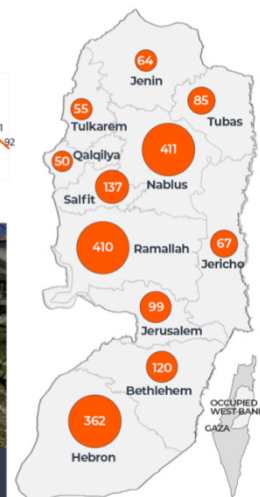 64
Jenin
85
Tubas
55
Tulkarem
92
50
Qalqilya
411
Nablus
137
Salfit
410
Ramallah
67
Jericho
99
Jerusalem
120
Bethlehem
362
Hebron
OCCUPIED
WEST BANK
GAZA